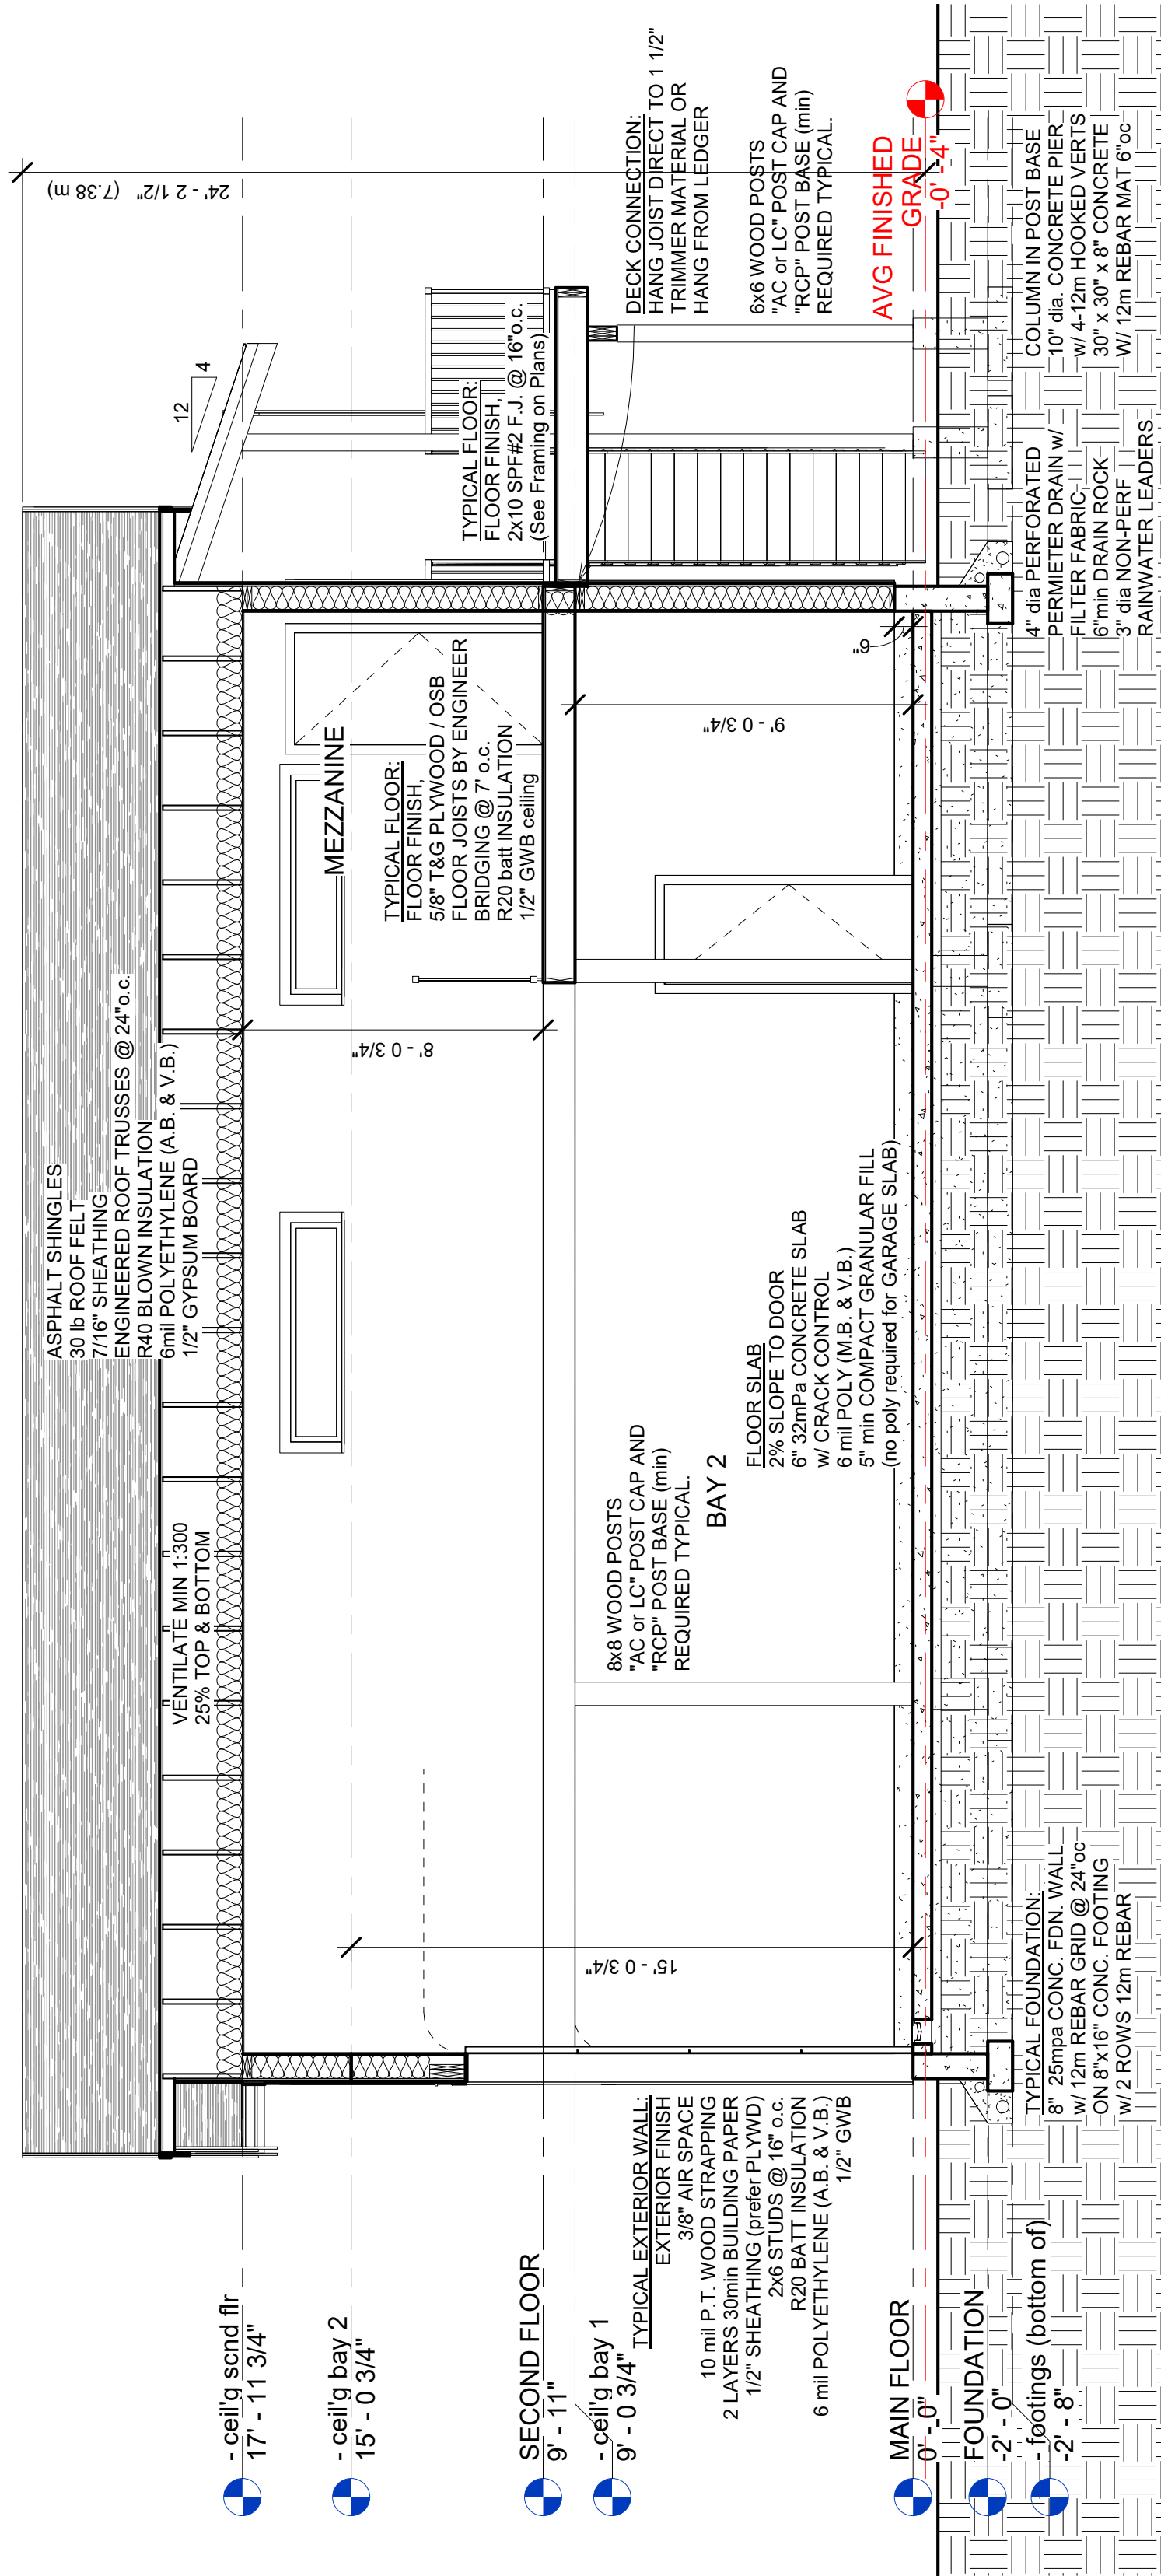 ASPHALT SHINGLES
30 lb ROOF FELT
7/16" SHEATHING
ENGINEERED ROOF TRUSSES @ 24"o.c.
R40 BLOWN INSULATION
6mil POLYETHYLENE (A.B. & V.B.)
1/2" GYPSUM BOARD
VENTILATE MIN 1:300
25% TOP & BOTTOM
24' - 2 1/2" (7.38 m)
12
4
- ceil'g scnd flr
17' - 11 3/4"
- ceil'g bay 2
15' - 0 3/4"
SECOND FLOOR
9' - 11"
- ceil'g bay 1
9' - 0 3/4"
MAIN FLOOR
0' - 0"
FOUNDATION
-2' - 0"
- footings (bottom of)
-2' - 8"
TYPICAL EXTERIOR WALL:
EXTERIOR FINISH
3/8" AIR SPACE
10 mil P.T. WOOD STRAPPING
2 LAYERS 30min BUILDING PAPER
1/2" SHEATHING (prefer PLYWD)
2x6 STUDS @ 16" o.c.
R20 BATT INSULATION
6 mil POLYETHYLENE (A.B. & V.B.)
1/2" GWB
15' - 0 3/4"
8' - 0 3/4"
9' - 0 3/4"
6"
MEZZANINE
TYPICAL FLOOR:
FLOOR FINISH,
5/8" T&G PLYWOOD / OSB
FLOOR JOISTS BY ENGINEER
BRIDGING @ 7' o.c.
R20 batt INSULATION
1/2" GWB ceiling
TYPICAL FLOOR:
FLOOR FINISH,
2x10 SPF#2 F.J. @ 16"o.c.
(See Framing on Plans)
8x8 WOOD POSTS
"AC or LC" POST CAP AND
"RCP" POST BASE (min)
REQUIRED TYPICAL.
BAY 2
FLOOR SLAB
2% SLOPE TO DOOR
6" 32mPa CONCRETE SLAB
w/ CRACK CONTROL
6 mil POLY (M.B. & V.B.)
5" min COMPACT GRANULAR FILL
(no poly required for GARAGE SLAB)
DECK CONNECTION:
HANG JOIST DIRECT TO 1 1/2"
TRIMMER MATERIAL OR
HANG FROM LEDGER
6x6 WOOD POSTS
"AC or LC" POST CAP AND
"RCP" POST BASE (min)
REQUIRED TYPICAL.
AVG FINISHED
GRADE
-0' - 4"
TYPICAL FOUNDATION:
8" 25mpa CONC. FDN. WALL
w/ 12m REBAR GRID @ 24"oc
ON 8"x16" CONC. FOOTING
w/ 2 ROWS 12m REBAR
4" dia PERFORATED
PERMIETER DRAIN w/
FILTER FABRIC
6"min DRAIN ROCK
3" dia NON-PERF
RAINWATER LEADERS
COLUMN IN POST BASE
10" dia. CONCRETE PIER
w/ 4-12m HOOKED VERTS
30" x 30" x 8" CONCRETE
W/ 12m REBAR MAT 6"oc